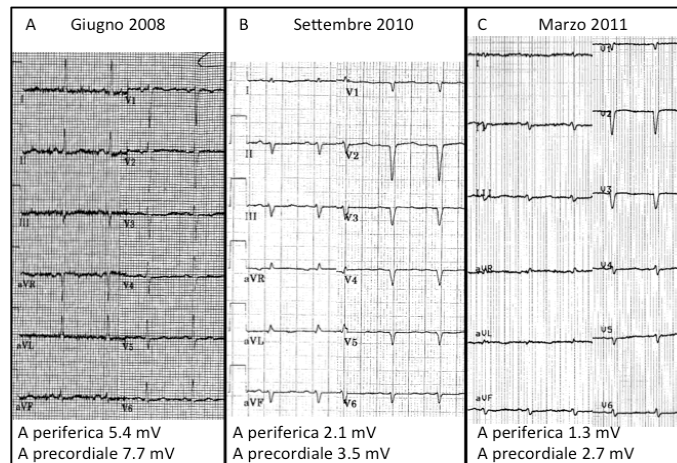 A Giugno 2008
I
V1
II
V2
III
V3
aVR
V4
aVL
V5
aVF
V6
A periferica 5.4 mV
A precordiale 7.7 mV
B Settembre 2010
I
V1
II
V2
III
V3
aVR
V4
aVL
V5
aVF
V6
A periferica 2.1 mV
A precordiale 3.5 mV
C Marzo 2011
I
V1
II
V2
III
V3
aVR
V4
aVL
V5
aVF
V6
A periferica 1.3 mV
A precordiale 2.7 mV